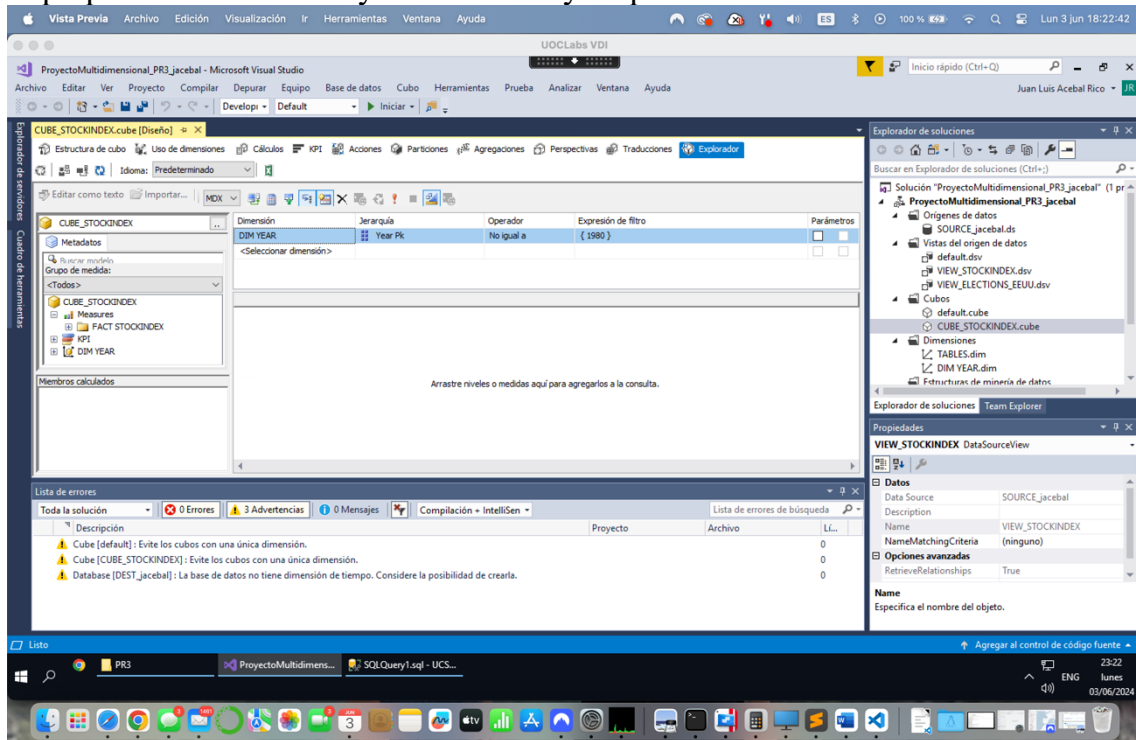 Vista Previa Archivo Edición Visualización Ir Herramientas Ventana Ayuda ES 100 % Lun 3 jun 18:22:42
UOCLabs VDI
ProyectoMultidimensional_PR3_jacebal - Microsoft Visual Studio
Inicio rápido (Ctrl+Q)
Archivo Editar Ver Proyecto Compilar Depurar Equipo Base de datos Cubo Herramientas Prueba Analizar Ventana Ayuda
Juan Luis Acebal Rico JR
Develop Default Iniciar
Explorador de servidores
Cuadro de herramientas
CUBE_STOCKINDEX.cube [Diseño]
Estructura de cubo Uso de dimensiones Cálculos KPI Acciones Particiones Agregaciones Perspectivas Traducciones Explorador
Idioma: Predeterminado
Editar como texto Importar... MDX
CUBE_STOCKINDEX ..
Metadatos
Buscar modelo
Grupo de medida:
<Todos>
CUBE_STOCKINDEX
Measures
FACT STOCKINDEX
KPI
DIM YEAR
Miembros calculados
Dimensión Jerarquía Operador Expresión de filtro Parámetros
DIM YEAR Year Pk No igual a { 1980 }
<Seleccionar dimensión>
Arrastre niveles o medidas aquí para agregarlos a la consulta.
Explorador de soluciones
Buscar en Explorador de soluciones (Ctrl+;)
Solución "ProyectoMultidimensional_PR3_jacebal" (1 pr
ProyectoMultidimensional_PR3_jacebal
Orígenes de datos
SOURCE_jacebal.ds
Vistas del origen de datos
default.dsv
VIEW_STOCKINDEX.dsv
VIEW_ELECTIONS_EEUU.dsv
Cubos
default.cube
CUBE_STOCKINDEX.cube
Dimensiones
TABLES.dim
DIM YEAR.dim
Estructuras de minería de datos
Explorador de soluciones Team Explorer
Propiedades
VIEW_STOCKINDEX DataSourceView
Datos
Data Source SOURCE_jacebal
Description
Name VIEW_STOCKINDEX
NameMatchingCriteria (ninguno)
Opciones avanzadas
RetrieveRelationships True
Name
Especifica el nombre del objeto.
Lista de errores
Toda la solución 0 Errores 3 Advertencias 0 Mensajes Compilación + IntelliSen Lista de errores de búsqueda
Descripción Proyecto Archivo Lí...
Cube [default] : Evite los cubos con una única dimensión. 0
Cube [CUBE_STOCKINDEX] : Evite los cubos con una única dimensión. 0
Database [DEST_jacebal] : La base de datos no tiene dimensión de tiempo. Considere la posibilidad de crearla. 0
Listo
Agregar al control de código fuente
PR3 ProyectoMultidimens... SQLQuery1.sql - UCS...
ENG
23:22
lunes
03/06/2024